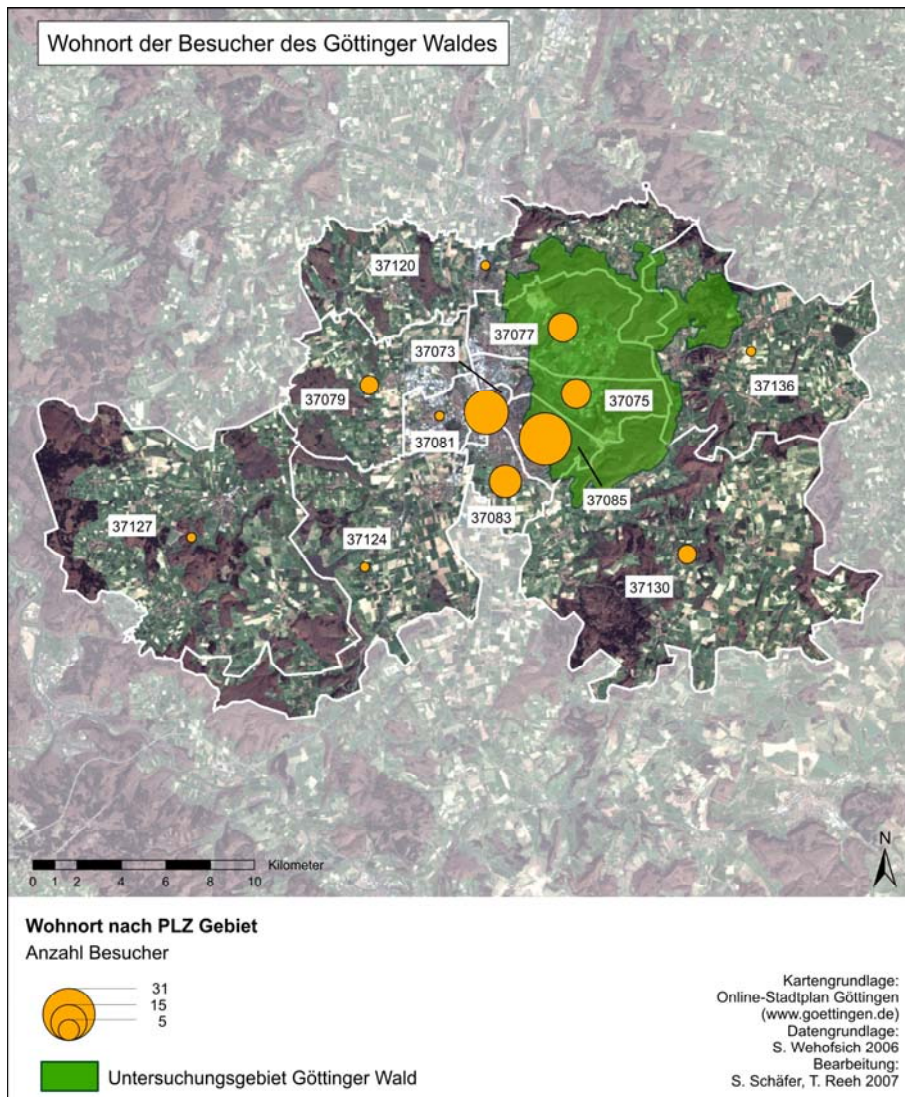 Wohnort der Besucher des Göttinger Waldes
37120
37077
37073
37136
37079
37075
37081
37085
37083
37127
37124
37130
N
Kilometer
0 1 2 4 6 8 10
Wohnort nach PLZ Gebiet
Anzahl Besucher
31
15
5
Untersuchungsgebiet Göttinger Wald
Kartengrundlage:
Online-Stadtplan Göttingen
(www.goettingen.de)
Datengrundlage:
S. Wehofsich 2006
Bearbeitung:
S. Schäfer, T. Reeh 2007